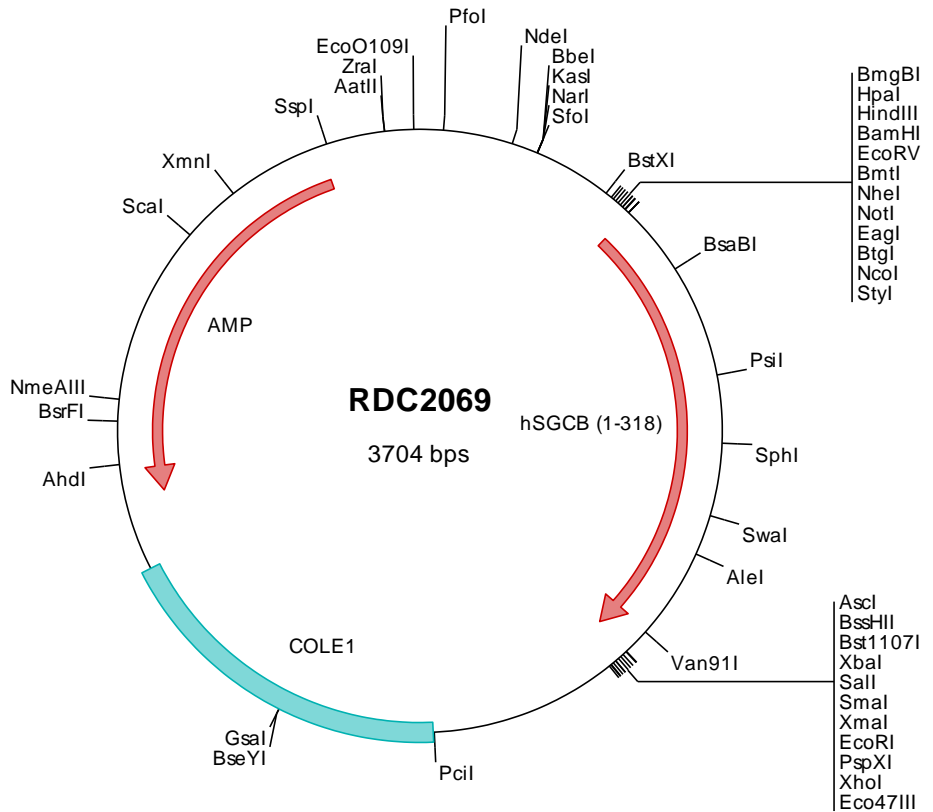 PfoI
EcoO109I
NdeI
ZraI
BbeI
AatII
KasI
NarI
SspI
SfoI
XmnI
BstXI
BmgBI
HpaI
HindIII
BamHI
EcoRV
BmtI
NheI
NotI
EagI
BtgI
NcoI
StyI
ScaI
BsaBI
AMP
PsiI
NmeAIII
RDC2069
BsrFI
hSGCB (1-318)
3704 bps
SphI
AhdI
SwaI
AleI
AscI
BssHII
Bst1107I
XbaI
SalI
SmaI
XmaI
EcoRI
PspXI
XhoI
Eco47III
COLE1
Van91I
GsaI
BseYI
PciI